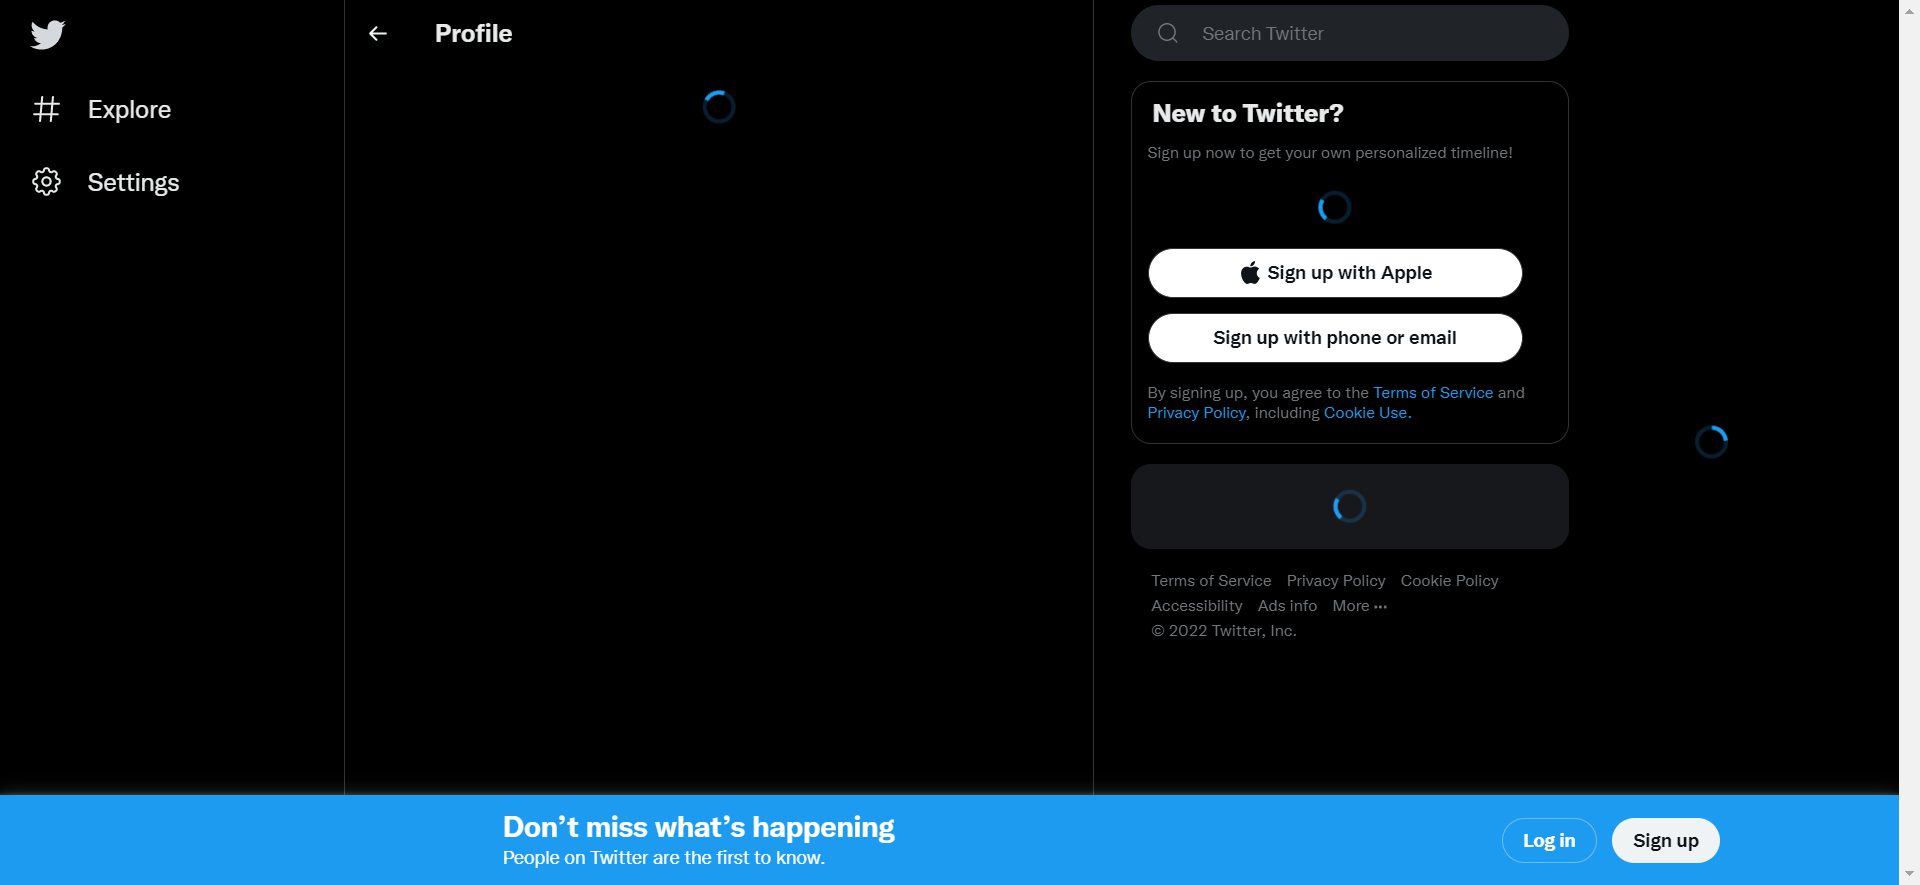 Explore
Settings
Profile
Search Twitter
New to Twitter?
Sign up now to get your own personalized timeline!
Sign up with Apple
Sign up with phone or email
By signing up, you agree to the Terms of Service and
Privacy Policy, including Cookie Use.
Terms of Service Privacy Policy Cookie Policy
Accessibility Ads info More ···
© 2022 Twitter, Inc.
Don’t miss what’s happening
People on Twitter are the first to know.
Log in
Sign up